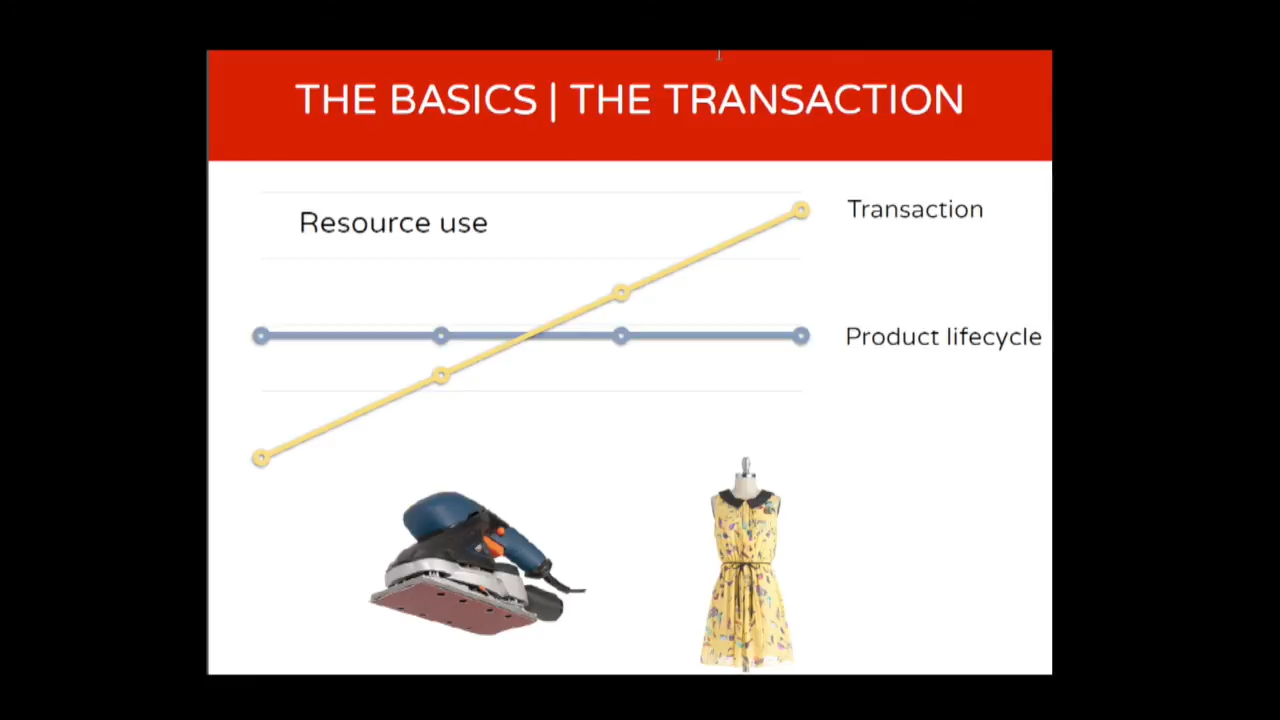 THE BASICS | THE TRANSACTION
Resource use
Transaction
Product lifecycle